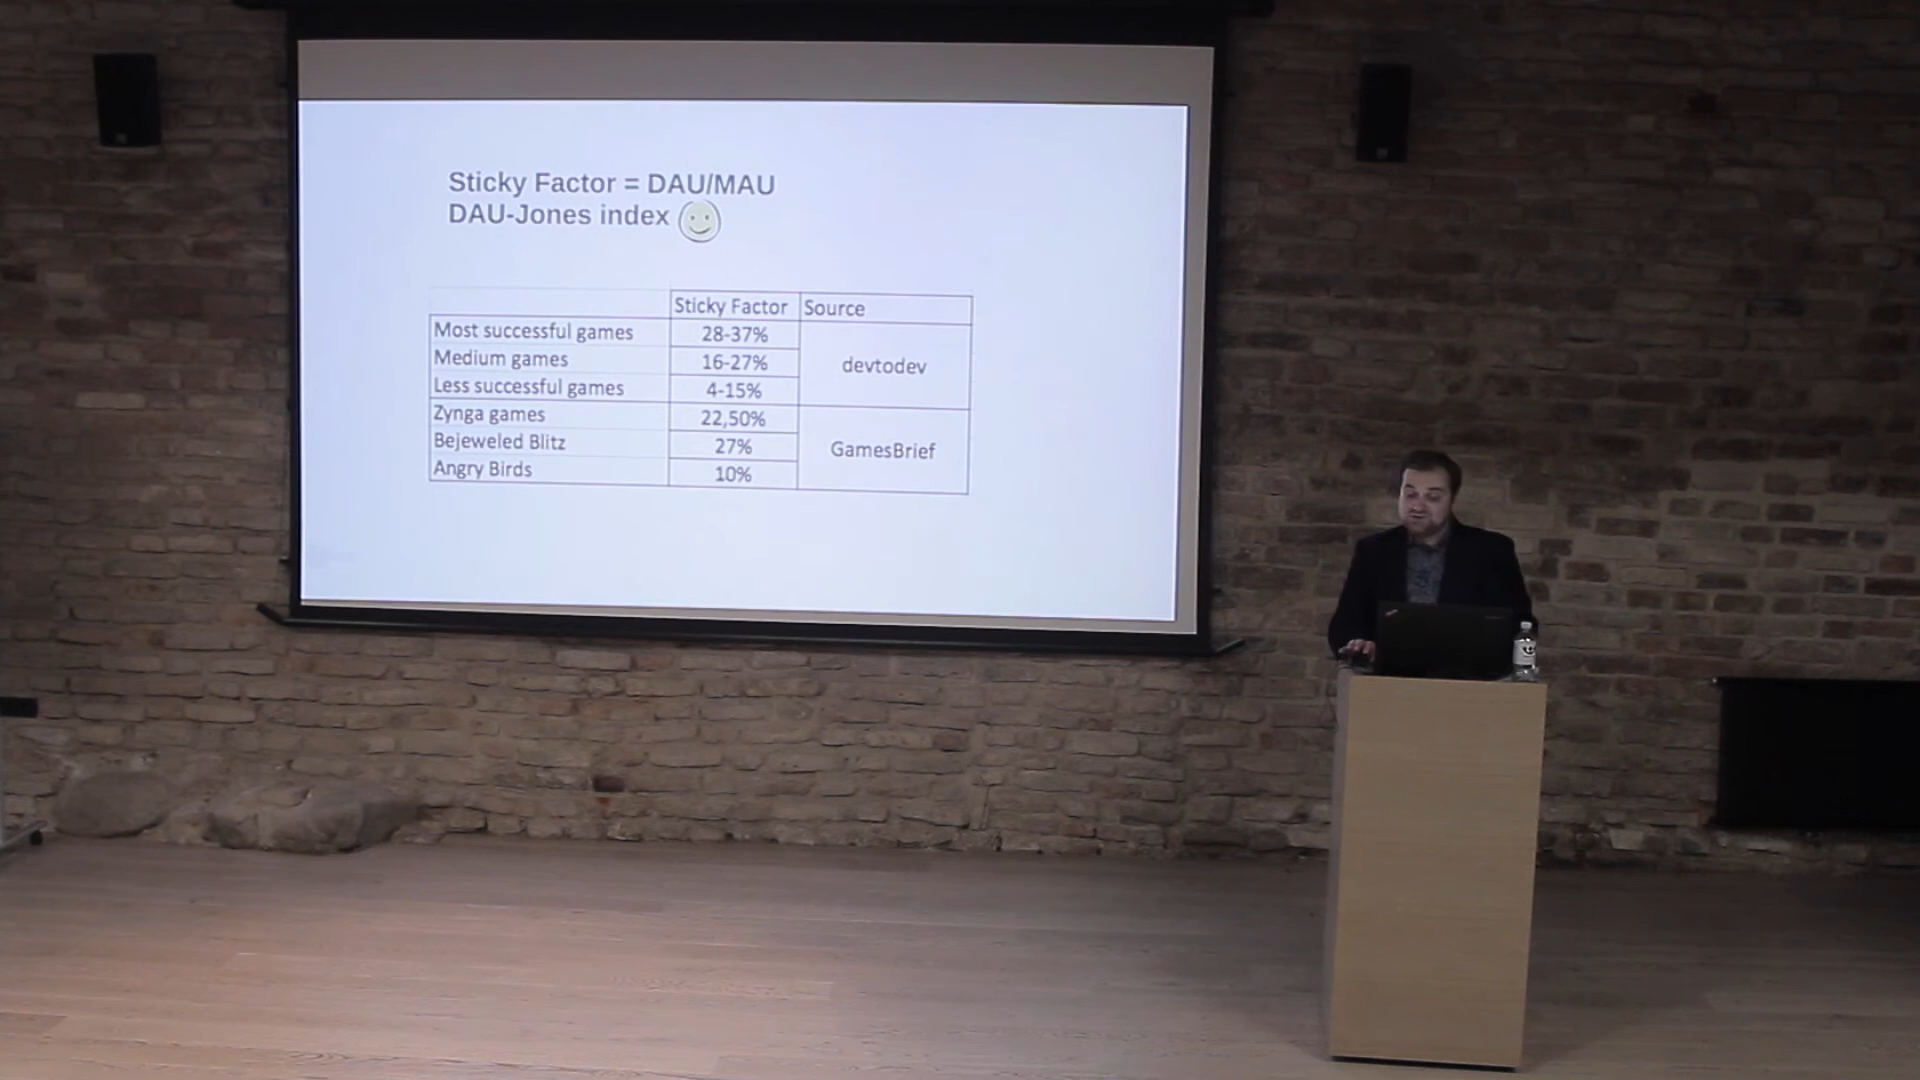 Sticky Factor = DAU/MAU
DAU-Jones index
Sticky Factor Source
Most successful games 28-37%
Medium games 16-27% devtodev
Less successful games 4-15%
Zynga games 22,50%
Bejeweled Blitz 27% GamesBrief
Angry Birds 10%